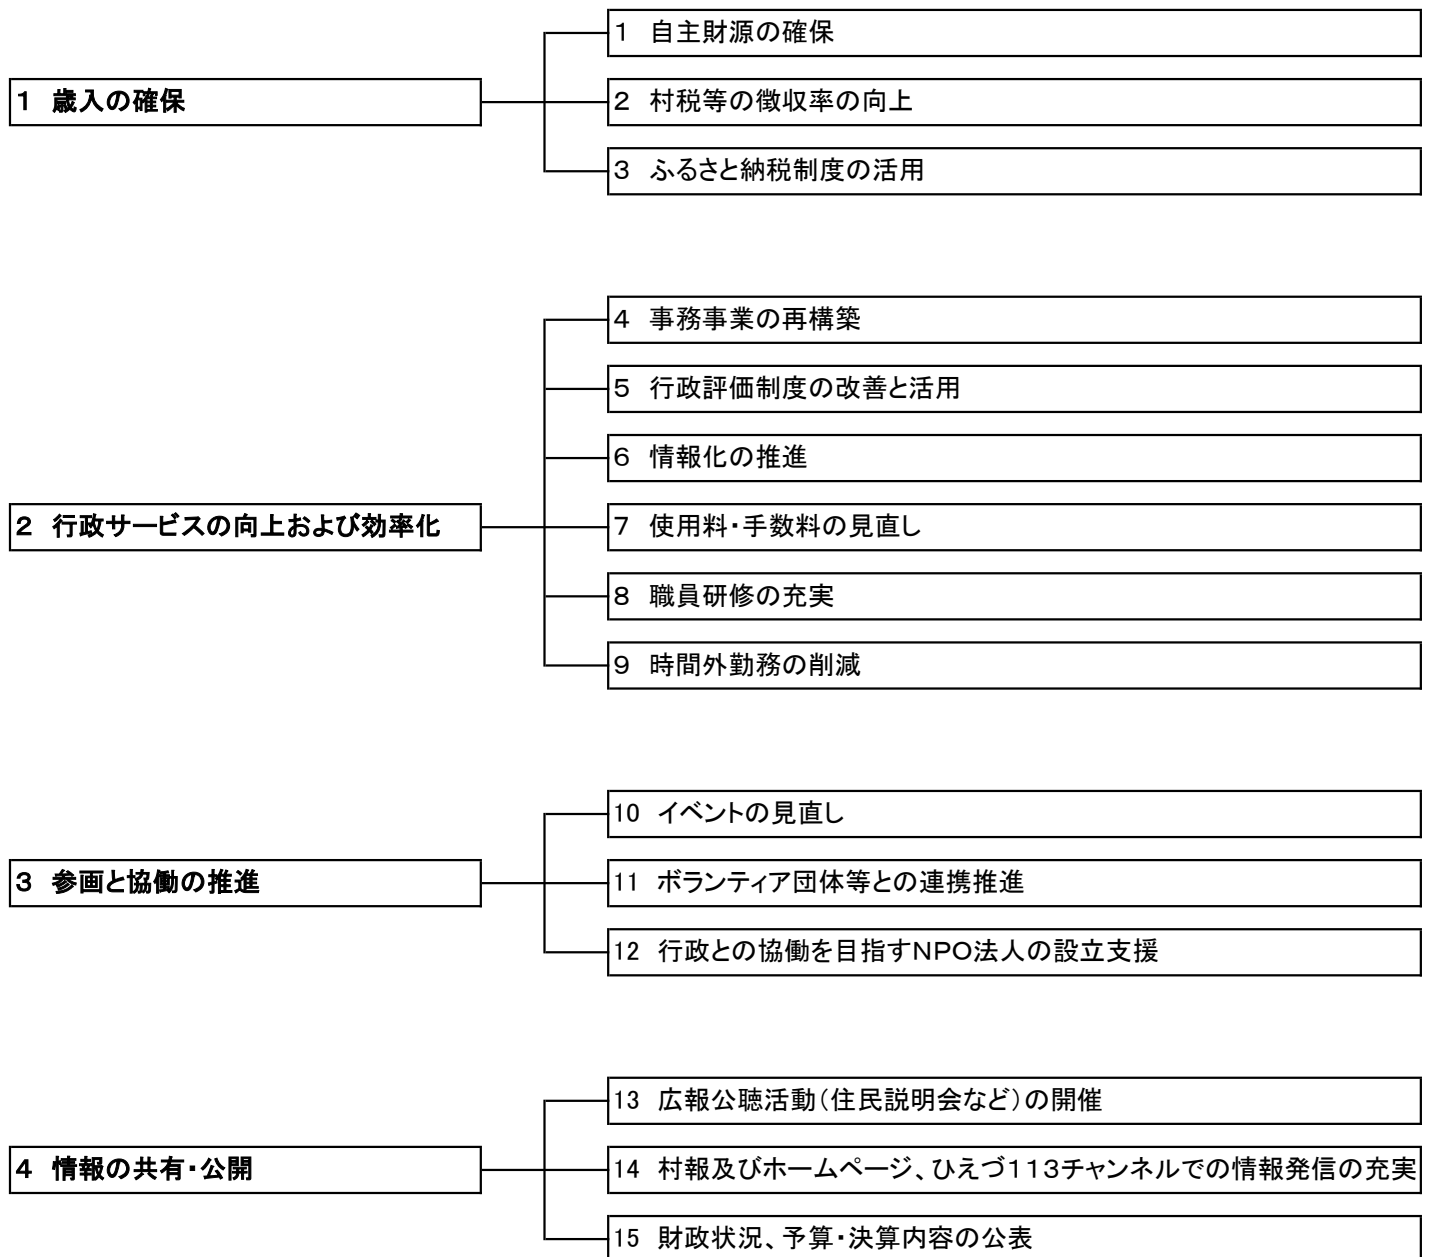 1 歳入の確保
1 自主財源の確保
2 村税等の徴収率の向上
3 ふるさと納税制度の活用
2 行政サービスの向上および効率化
4 事務事業の再構築
5 行政評価制度の改善と活用
6 情報化の推進
7 使用料・手数料の見直し
8 職員研修の充実
9 時間外勤務の削減
3 参画と協働の推進
10 イベントの見直し
11 ボランティア団体等との連携推進
12 行政との協働を目指すNPO法人の設立支援
4 情報の共有・公開
13 広報公聴活動(住民説明会など)の開催
14 村報及びホームページ、ひえづ113チャンネルでの情報発信の充実
15 財政状況、予算・決算内容の公表